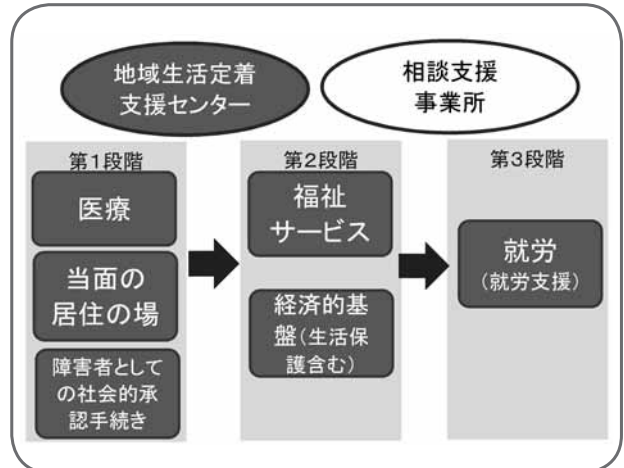 地域生活定着
支援センター
相談支援
事業所
第1段階
医療
当面の
居住の場
障害者として
の社会的承
認手続き
第2段階
福祉
サービス
経済的基
盤(生活保
護含む)
第3段階
就労
(就労支援)